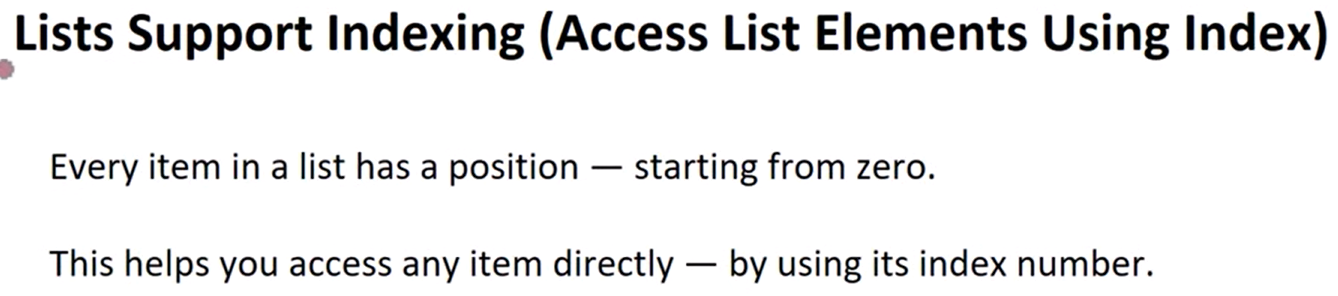 Lists Support Indexing (Access List Elements Using Index)
Every item in a list has a position — starting from zero.
This helps you access any item directly — by using its index number.